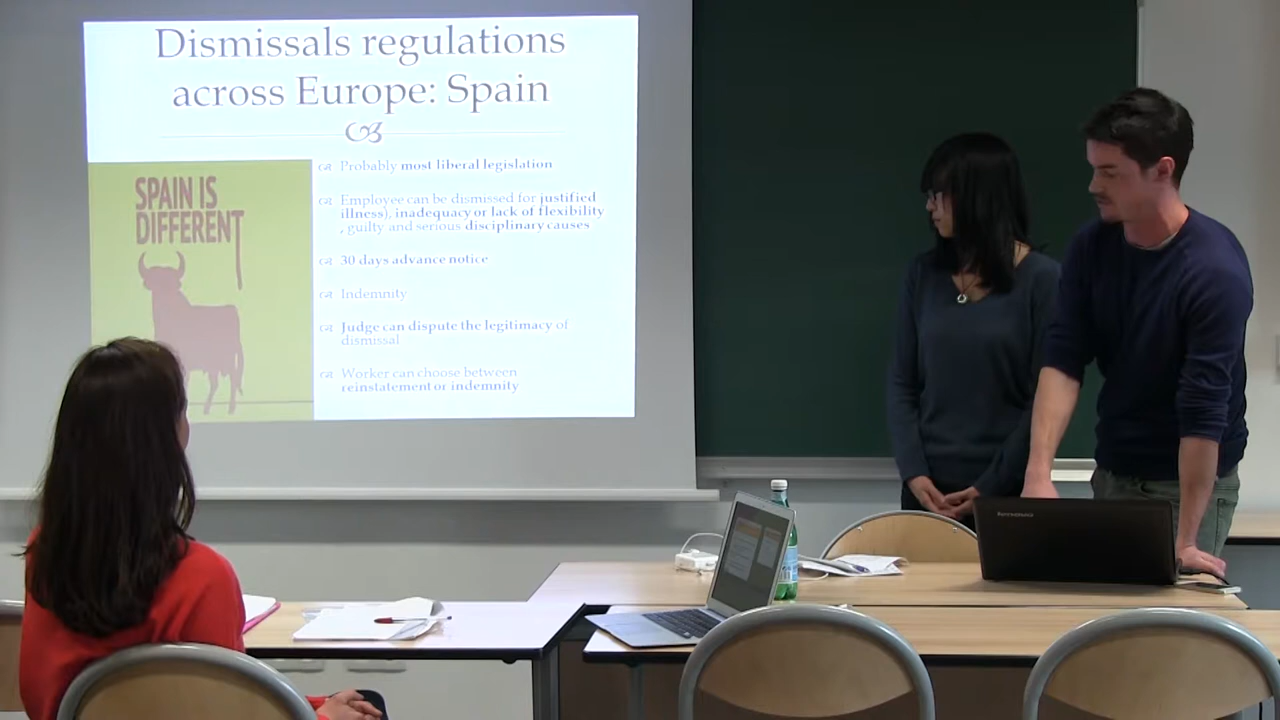 Dismissals regulations
across Europe: Spain
SPAIN IS
DIFFERENT
Probably most liberal legislation
Employee can be dismissed for justified
illness), inadequacy or lack of flexibility
, guilty and serious disciplinary causes
30 days advance notice
Indemnity
Judge can dispute the legitimacy of
dismissal
Worker can choose between
reinstatement or indemnity